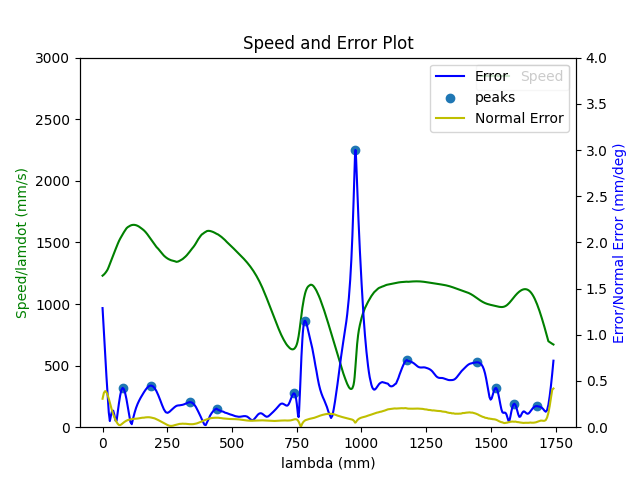 Speed and Error Plot
3000
2500
2000
1500
1000
500
0
Speed/lamdot (mm/s)
4.0
3.5
3.0
2.5
2.0
1.5
1.0
0.5
0.0
Error/Normal Error (mm/deg)
Error
Speed
peaks
Normal Error
0 250 500 750 1000 1250 1500 1750
lambda (mm)